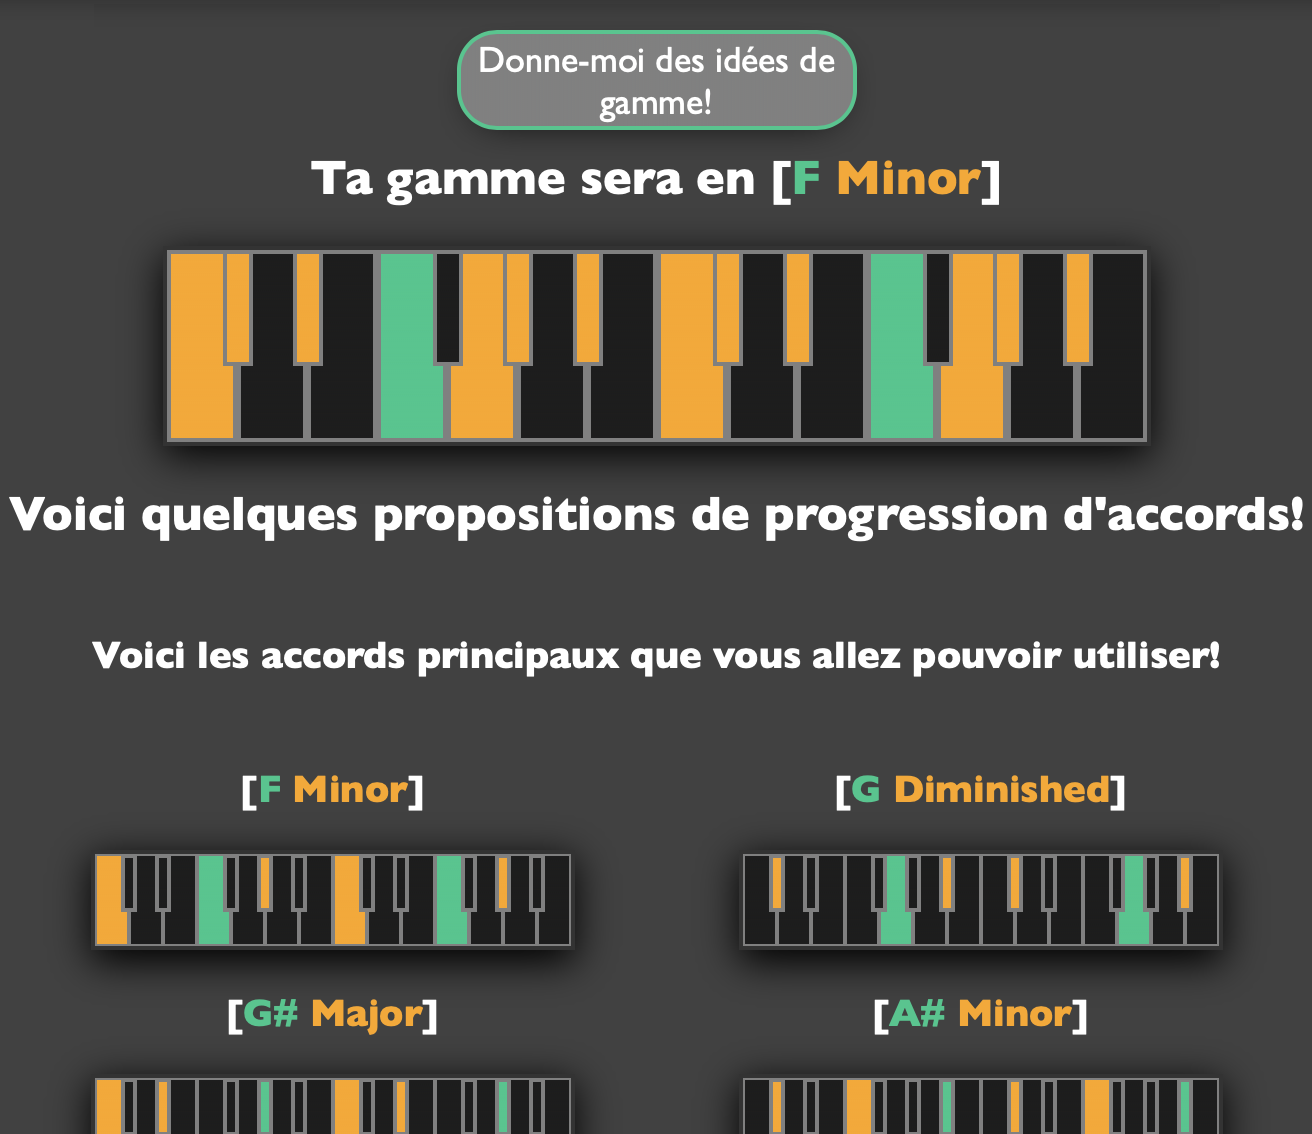 Donne-moi des idées de
gamme!
Ta gamme sera en [F Minor]
Voici quelques propositions de progression d'accords!
Voici les accords principaux que vous allez pouvoir utiliser!
[F Minor]
[G Diminished]
[G# Major]
[A# Minor]